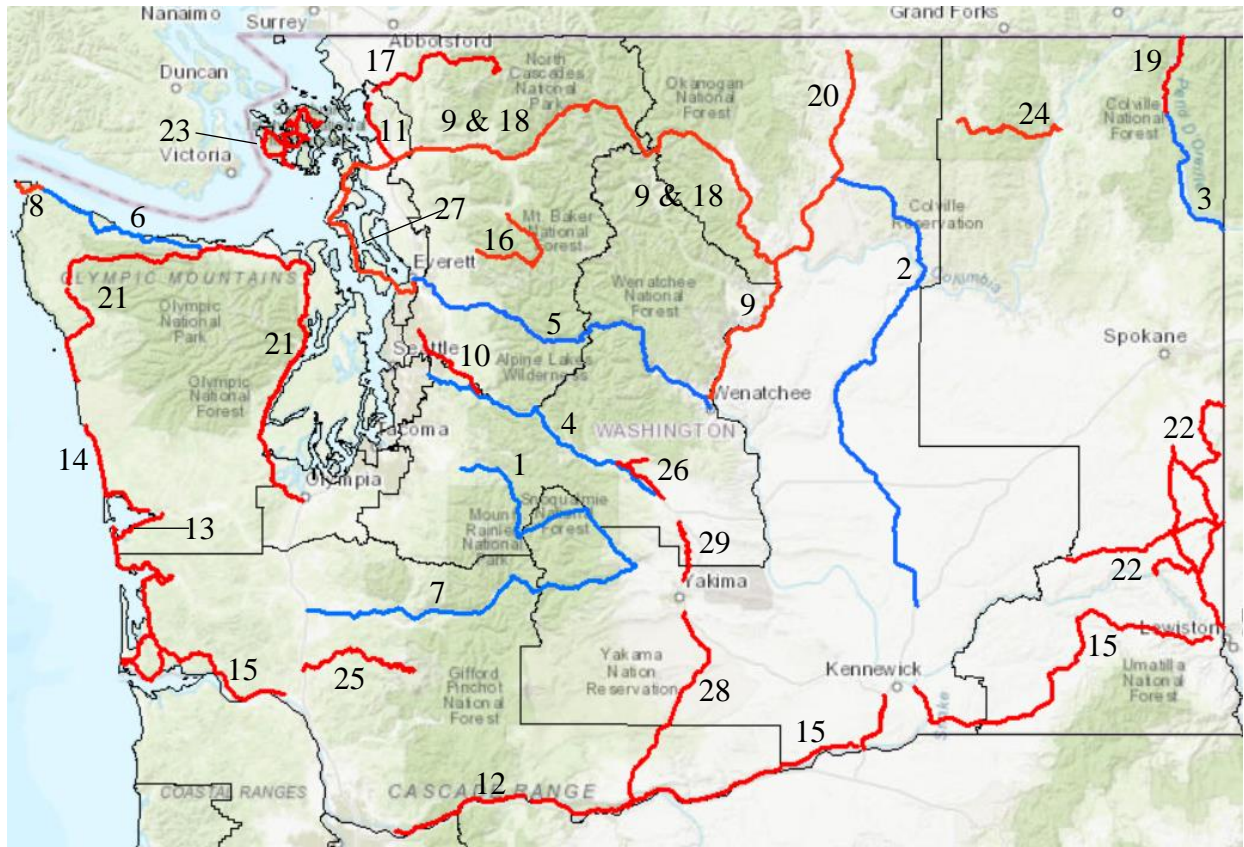 Nanaimo
Surrey
Grand Forks
Abbotsford
17
19
Duncan
North
Cascades
National
Park
Okanogan
National
Forest
20
Colville
National
Forest
Pend O
24
23
11
9 & 18
Victoria
8
6
27
9 & 18
Mt. Baker
National
Forest
16
3
Colville
Reservation
2
Columbia
OLYMPIC MOUNTAINS
Everett
Wenatchee
National
Forest
9
21
Olympic
National
Park
21
5
Spokane
Seattle
10
Alpine Lakes
Wilderness
Olympic
National
Forest
Wenatchee
Tacoma
4
WASHINGTON
22
14
1
26
Olympia
Snoqualmie
National
Forest
Mount
Rainier
National
Park
13
29
22
7
Yakima
Lewiston
15
25
Gifford
Pinchot
National
Forest
Yakama
Nation
Reservation
28
Kennewick
15
Umatilla
National
Forest
Snake
15
12
COASTAL RANGES
CASCADE RANGE